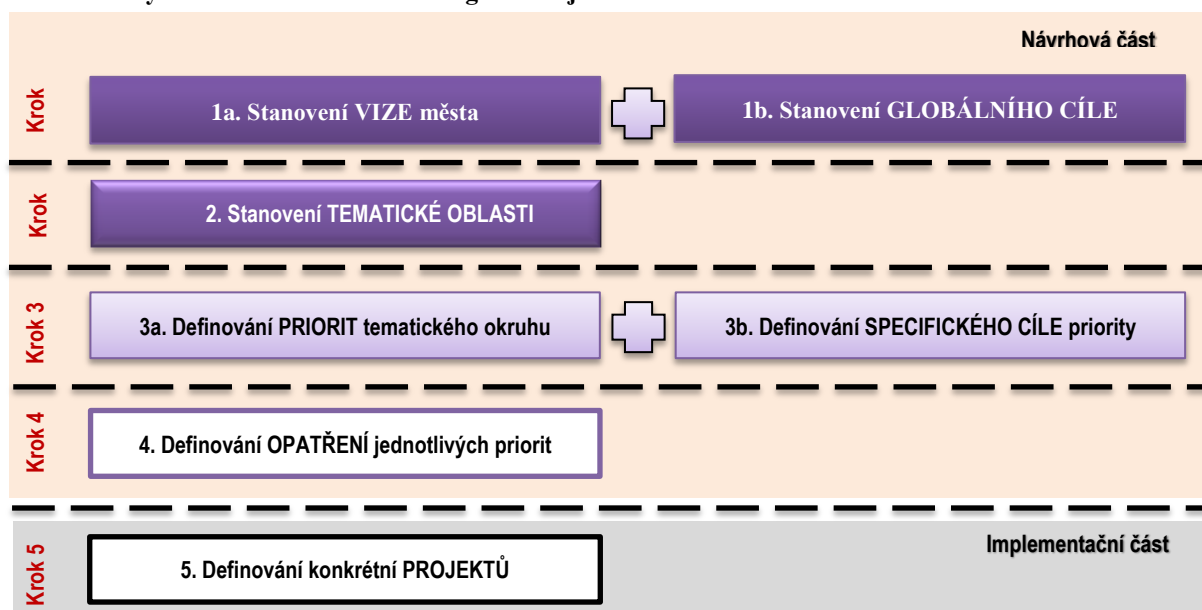 Návrhová část
Krok
1a. Stanovení VIZE města
1b. Stanovení GLOBÁLNÍHO CÍLE
Krok
2. Stanovení TEMATICKÉ OBLASTI
Krok 3
3a. Definování PRIORIT tematického okruhu
3b. Definování SPECIFICKÉHO CÍLE priority
Krok 4
4. Definování OPATŘENÍ jednotlivých priorit
Implementační část
Krok 5
5. Definování konkrétní PROJEKTŮ